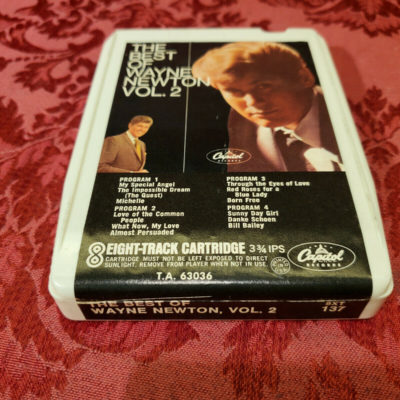 THE
BEST
OF
WAYNE
NEWTON
VOL. 2
Capitol
PROGRAM 1
My Special Angel
The Impossible Dream
(The Quest)
Michelle
PROGRAM 2
Love of the Common
People
What Now, My Love
Almost Persuaded
PROGRAM 3
Through the Eyes of Love
Red Roses for a
Blue Lady
Born Free
PROGRAM 4
Sunny Day Girl
Danke Schoen
Bill Bailey
8 EIGHT-TRACK CARTRIDGE 3¾ IPS
CARTRIDGE MUST NOT BE LEFT EXPOSED TO DIRECT
SUNLIGHT. REMOVE FROM PLAYER WHEN NOT IN USE.
T.A. 63036
Capitol
RECORDS
THE BEST OF
WAYNE NEWTON, VOL. 2
8XT
137